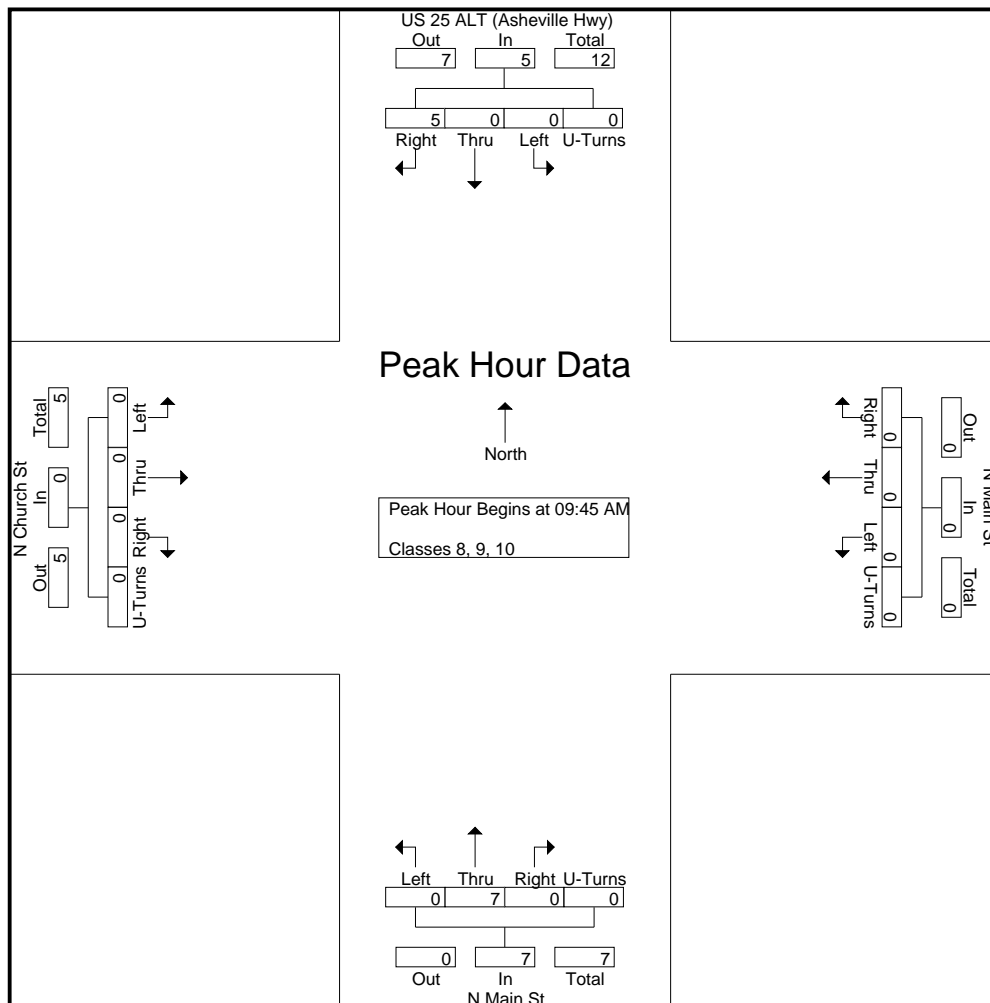 US 25 ALT (Asheville Hwy)
Out In Total
7 5 12
5 0 0 0
Right Thru Left U-Turns
Peak Hour Data
North
Peak Hour Begins at 09:45 AM
Classes 8, 9, 10
N Church St
Total In Out
5 0 5
0 0 0 0
Left Thru Right U-Turns
Right Thru Left U-Turns
0 0 0 0
Out In Total
0 0 0
N Main St
Left Thru Right U-Turns
0 7 0 0
0 7 7
Out In Total
N Main St